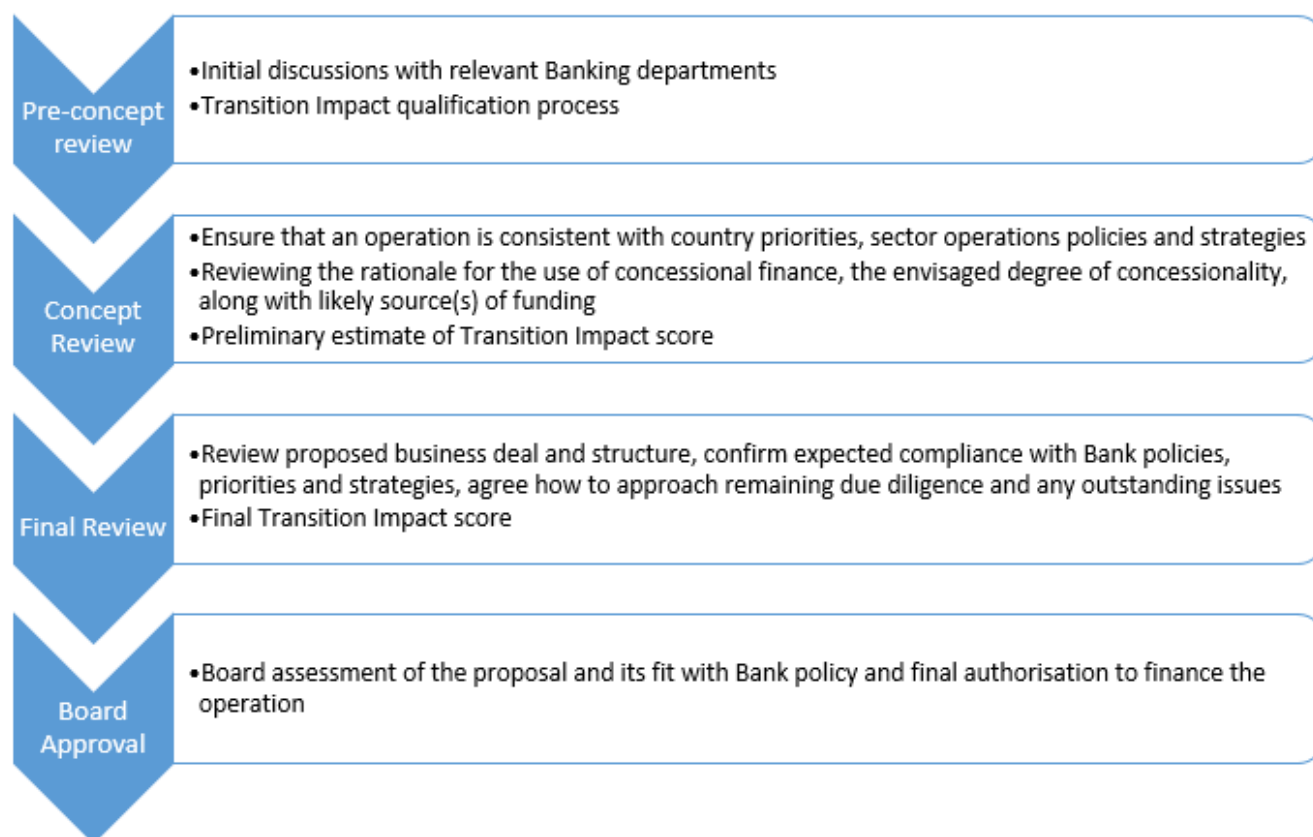 Pre-concept
review
•Initial discussions with relevant Banking departments
•Transition Impact qualification process
Concept
Review
•Ensure that an operation is consistent with country priorities, sector operations policies and strategies
•Reviewing the rationale for the use of concessional finance, the envisaged degree of concessionality,
along with likely source(s) of funding
•Preliminary estimate of Transition Impact score
Final Review
•Review proposed business deal and structure, confirm expected compliance with Bank policies,
priorities and strategies, agree how to approach remaining due diligence and any outstanding issues
•Final Transition Impact score
Board
Approval
•Board assessment of the proposal and its fit with Bank policy and final authorisation to finance the
operation